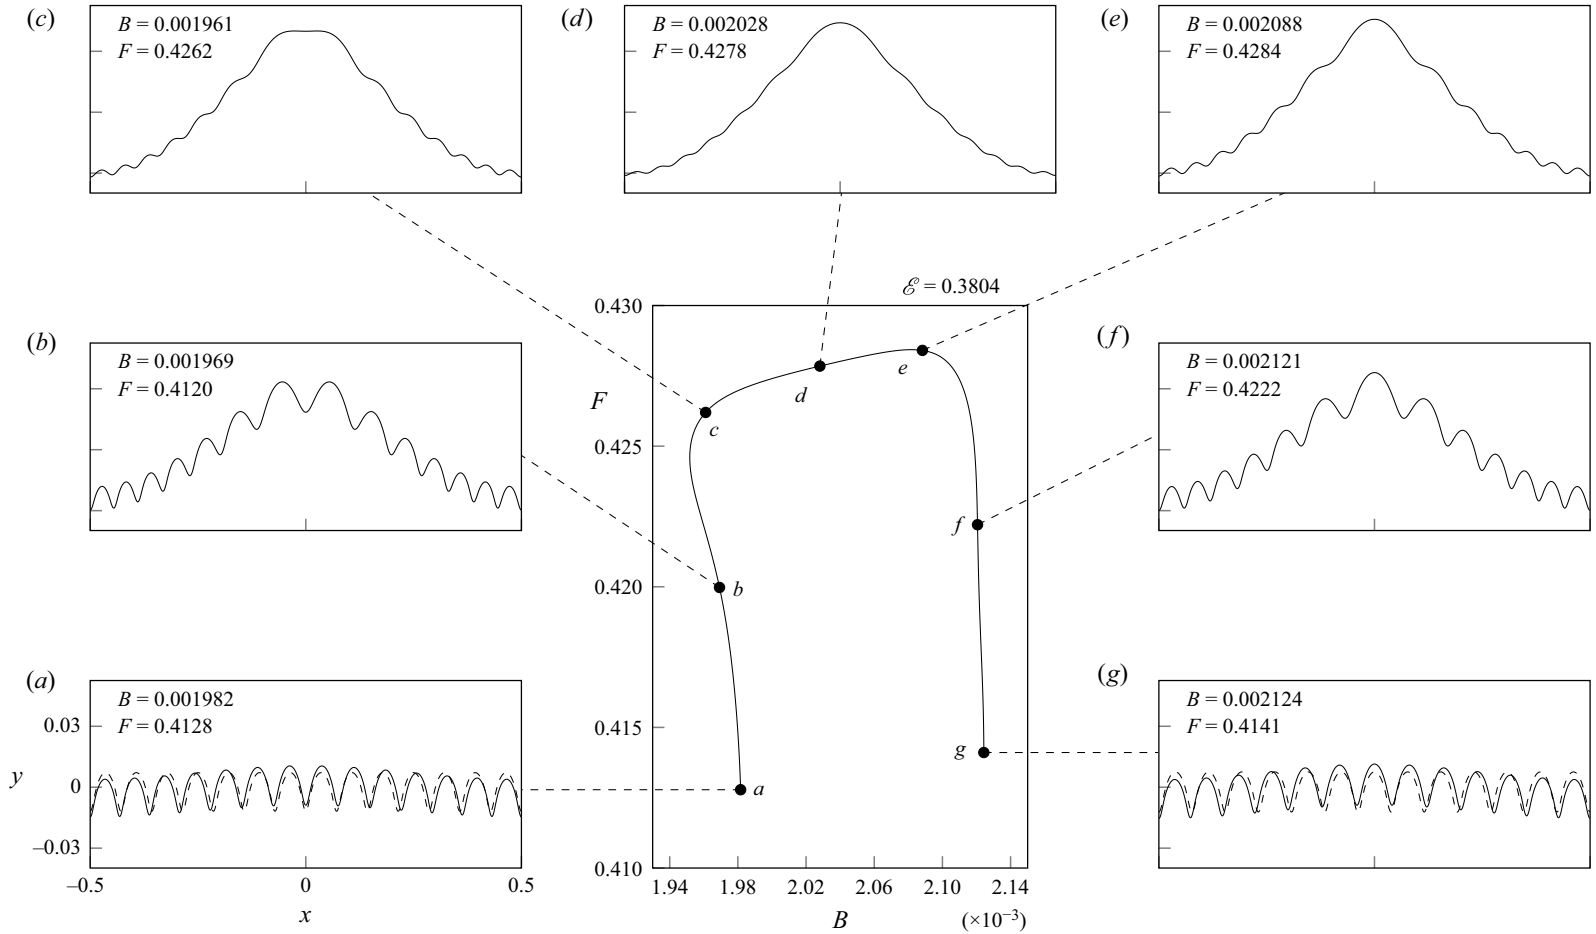 (c)
B = 0.001961
F = 0.4262
(d)
B = 0.002028
F = 0.4278
(e)
B = 0.002088
F = 0.4284
(b)
B = 0.001969
F = 0.4120
(f)
B = 0.002121
F = 0.4222
(a)
B = 0.001982
F = 0.4128
0.03
y
0
–0.03
–0.5
0
0.5
x
(g)
B = 0.002124
F = 0.4141
ℰ = 0.3804
0.430
F
0.425
0.420
0.415
0.410
a
b
c
d
e
f
g
1.94
1.98
2.02
2.06
2.10
2.14
B
(×10⁻³)